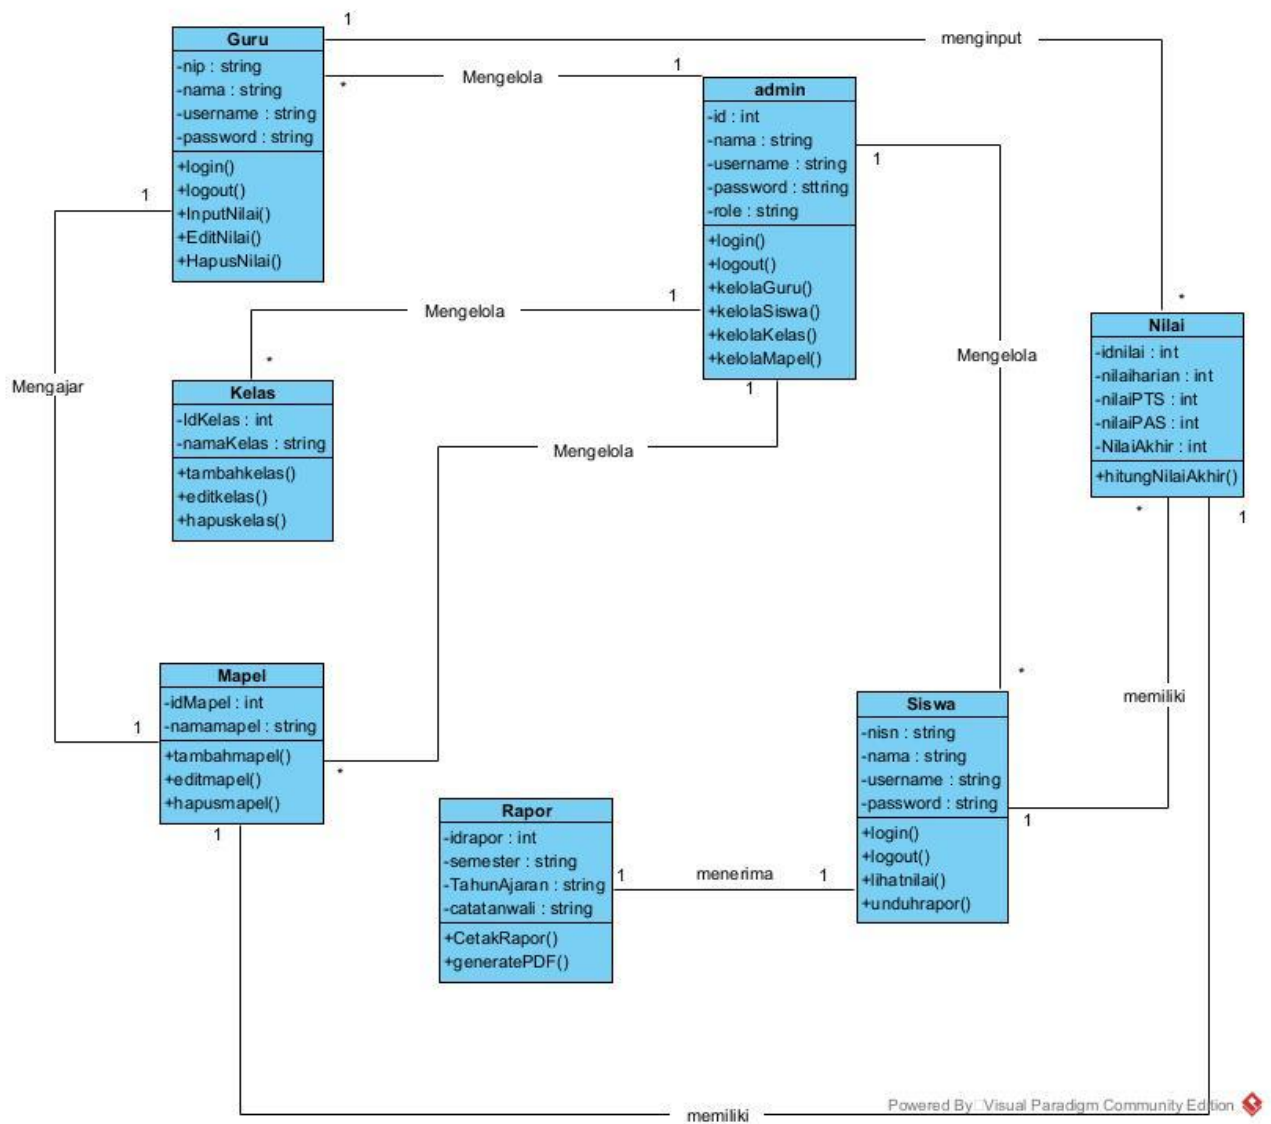 1
Guru
-nip : string
-nama : string
-username : string
-password : string
+login()
+logout()
+InputNilai()
+EditNilai()
+HapusNilai()
menginput
*
Mengelola
1
*
admin
-id : int
-nama : string
-username : string
-password : sttring
-role : string
+login()
+logout()
+kelolaGuru()
+kelolaSiswa()
+kelolaKelas()
+kelolaMapel()
1
1
Mengelola
1
*
Mengajar
Kelas
-IdKelas : int
-namaKelas : string
+tambahkelas()
+editkelas()
+hapuskelas()
1
Mengelola
Mengelola
Nilai
-idnilai : int
-nilaiharian : int
-nilaiPTS : int
-nilaiPAS : int
-NilaiAkhir : int
+hitungNilaiAkhir()
*
1
Mapel
-idMapel : int
-namamapel : string
+tambahmapel()
+editmapel()
+hapusmapel()
1
*
1
*
Siswa
-nisn : string
-nama : string
-username : string
-password : string
+login()
+logout()
+lihatnilai()
+unduhrapor()
memiliki
1
Rapor
-idrapor : int
-semester : string
-TahunAjaran : string
-catatanwali : string
+CetakRapor()
+generatePDF()
1
menerima
1
memiliki
Powered By Visual Paradigm Community Edition